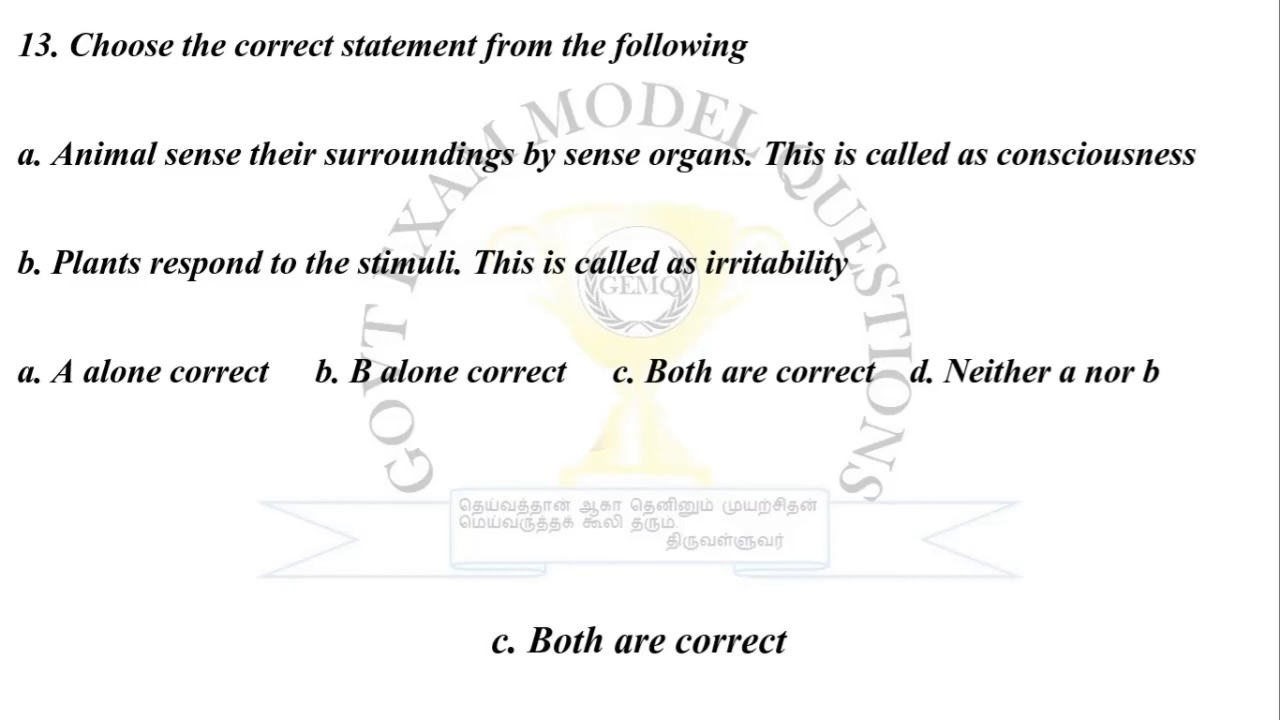 13. Choose the correct statement from the following
GOVT EXAM MODEL QUESTIONS
a. Animal sense their surroundings by sense organs. This is called as consciousness
b. Plants respond to the stimuli. This is called as irritability
GEMQ
a. A alone correct b. B alone correct c. Both are correct d. Neither a nor b
தெய்வத்தான் ஆகா தெனினும் முயற்சிதன்
மெய்வருத்தக் கூலி தரும்.
திருவள்ளுவர்
c. Both are correct